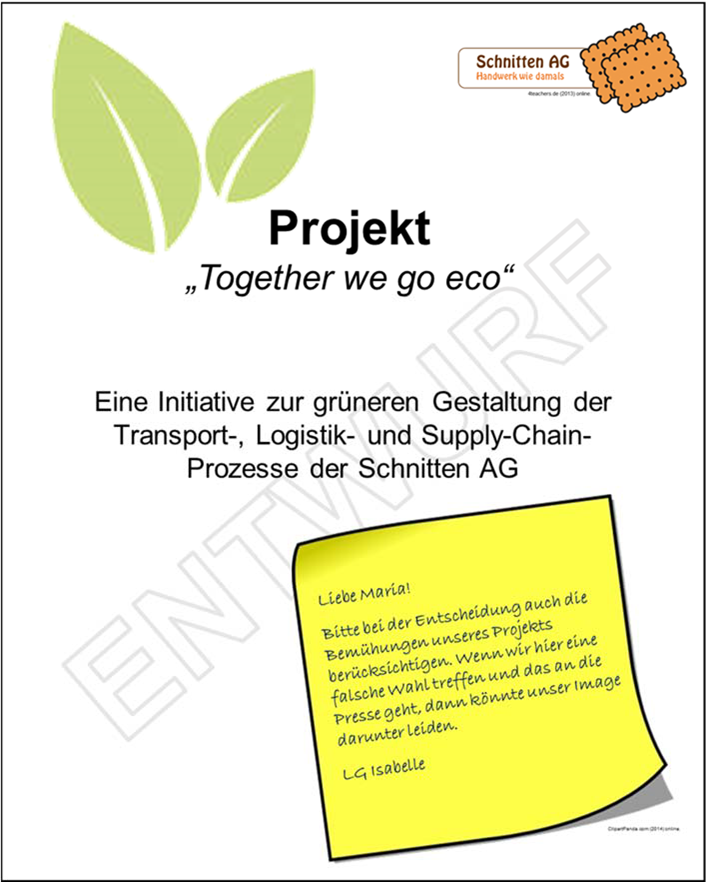 Schnitten AG
Handwerk wie damals
4teachers.de (2013) online.
Projekt
„Together we go eco“
ENTWURF
Eine Initiative zur grüneren Gestaltung der
Transport-, Logistik- und Supply-Chain-
Prozesse der Schnitten AG
Liebe Maria!
Bitte bei der Entscheidung auch die
Bemühungen unseres Projekts
berücksichtigen. Wenn wir hier eine
falsche Wahl treffen und das an die
Presse geht, dann könnte unser Image
darunter leiden.
LG Isabelle
ClipartPanda.com (2014) online.